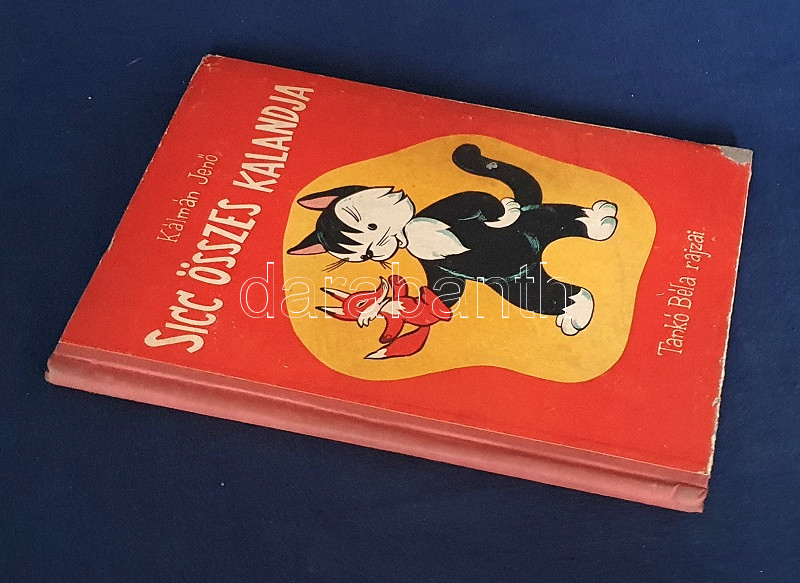 Kálmán Jenő
SICC ÖSSZES KALANDJA
darabanth
Tankó Béla rajzai